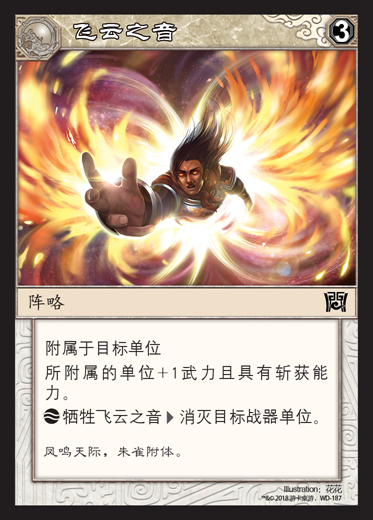 飞云之音
3
阵略
附属于目标单位
所附属的单位+1武力且具有斩获能
力。
牺牲飞云之音▶消灭目标战器单位。
凤鸣天际，朱雀附体。
Illustration：花花
™&© 2018 游卡桌游．WD-187